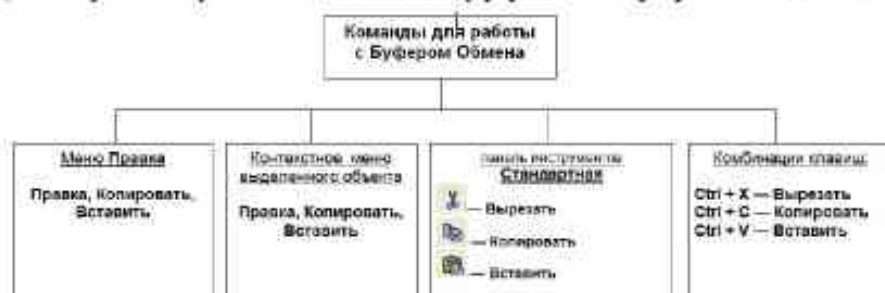 Команды для работы
с Буфером Обмена
Меню Правка
Правка, Копировать,
Вставить
Контекстное меню
выделенного объекта
Правка, Копировать,
Вставить
Панель инструментов
Стандартная
— Вырезать
— Копировать
— Вставить
Комбинации клавиш:
Ctrl + X — Вырезать
Ctrl + C — Копировать
Ctrl + V — Вставить